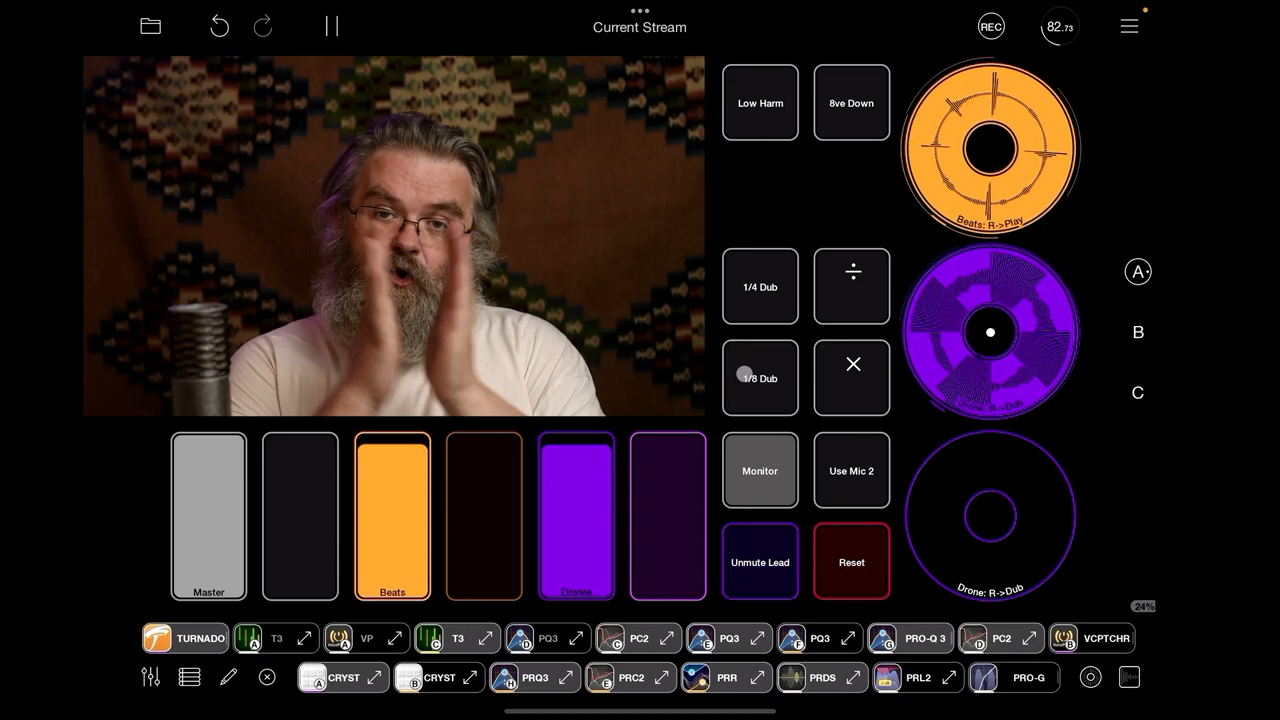 Current Stream
REC
82.73
Low Harm
8ve Down
Beats: R->Play
1/4 Dub
÷
A
B
C
1/8 Dub
×
Drone: R->Dub
Monitor
Use Mic 2
Unmute Lead
Reset
Drone: R->Dub
Master
Beats
Drones
24%
TURNADO
A T3
A VP
C T3
D PQ3
C PC2
E PQ3
F PQ3
G PRO-Q 3
D PC2
B VCPTCHR
A CRYST
B CRYST
H PRQ3
E PRC2
PRR
PRDS
PRL2
PRO-G